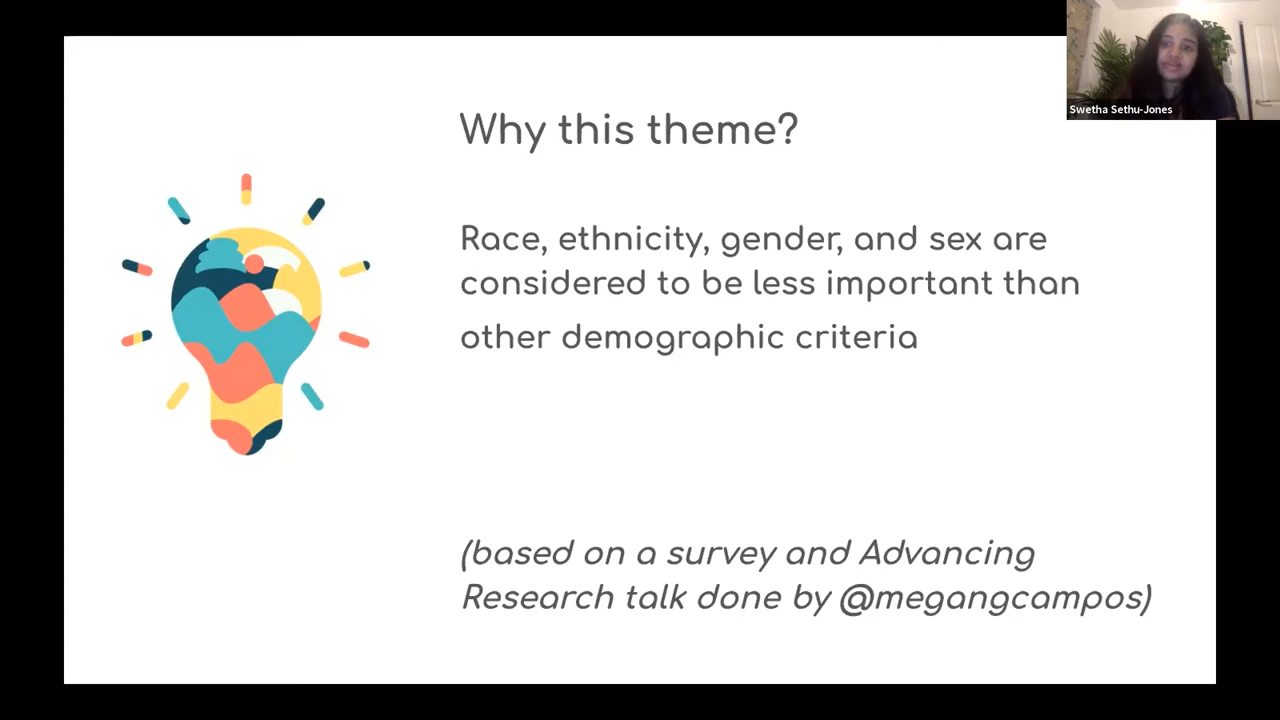 Swetha Sethu-Jones
Why this theme?
Race, ethnicity, gender, and sex are
considered to be less important than
other demographic criteria
(based on a survey and Advancing
Research talk done by @megangcampos)